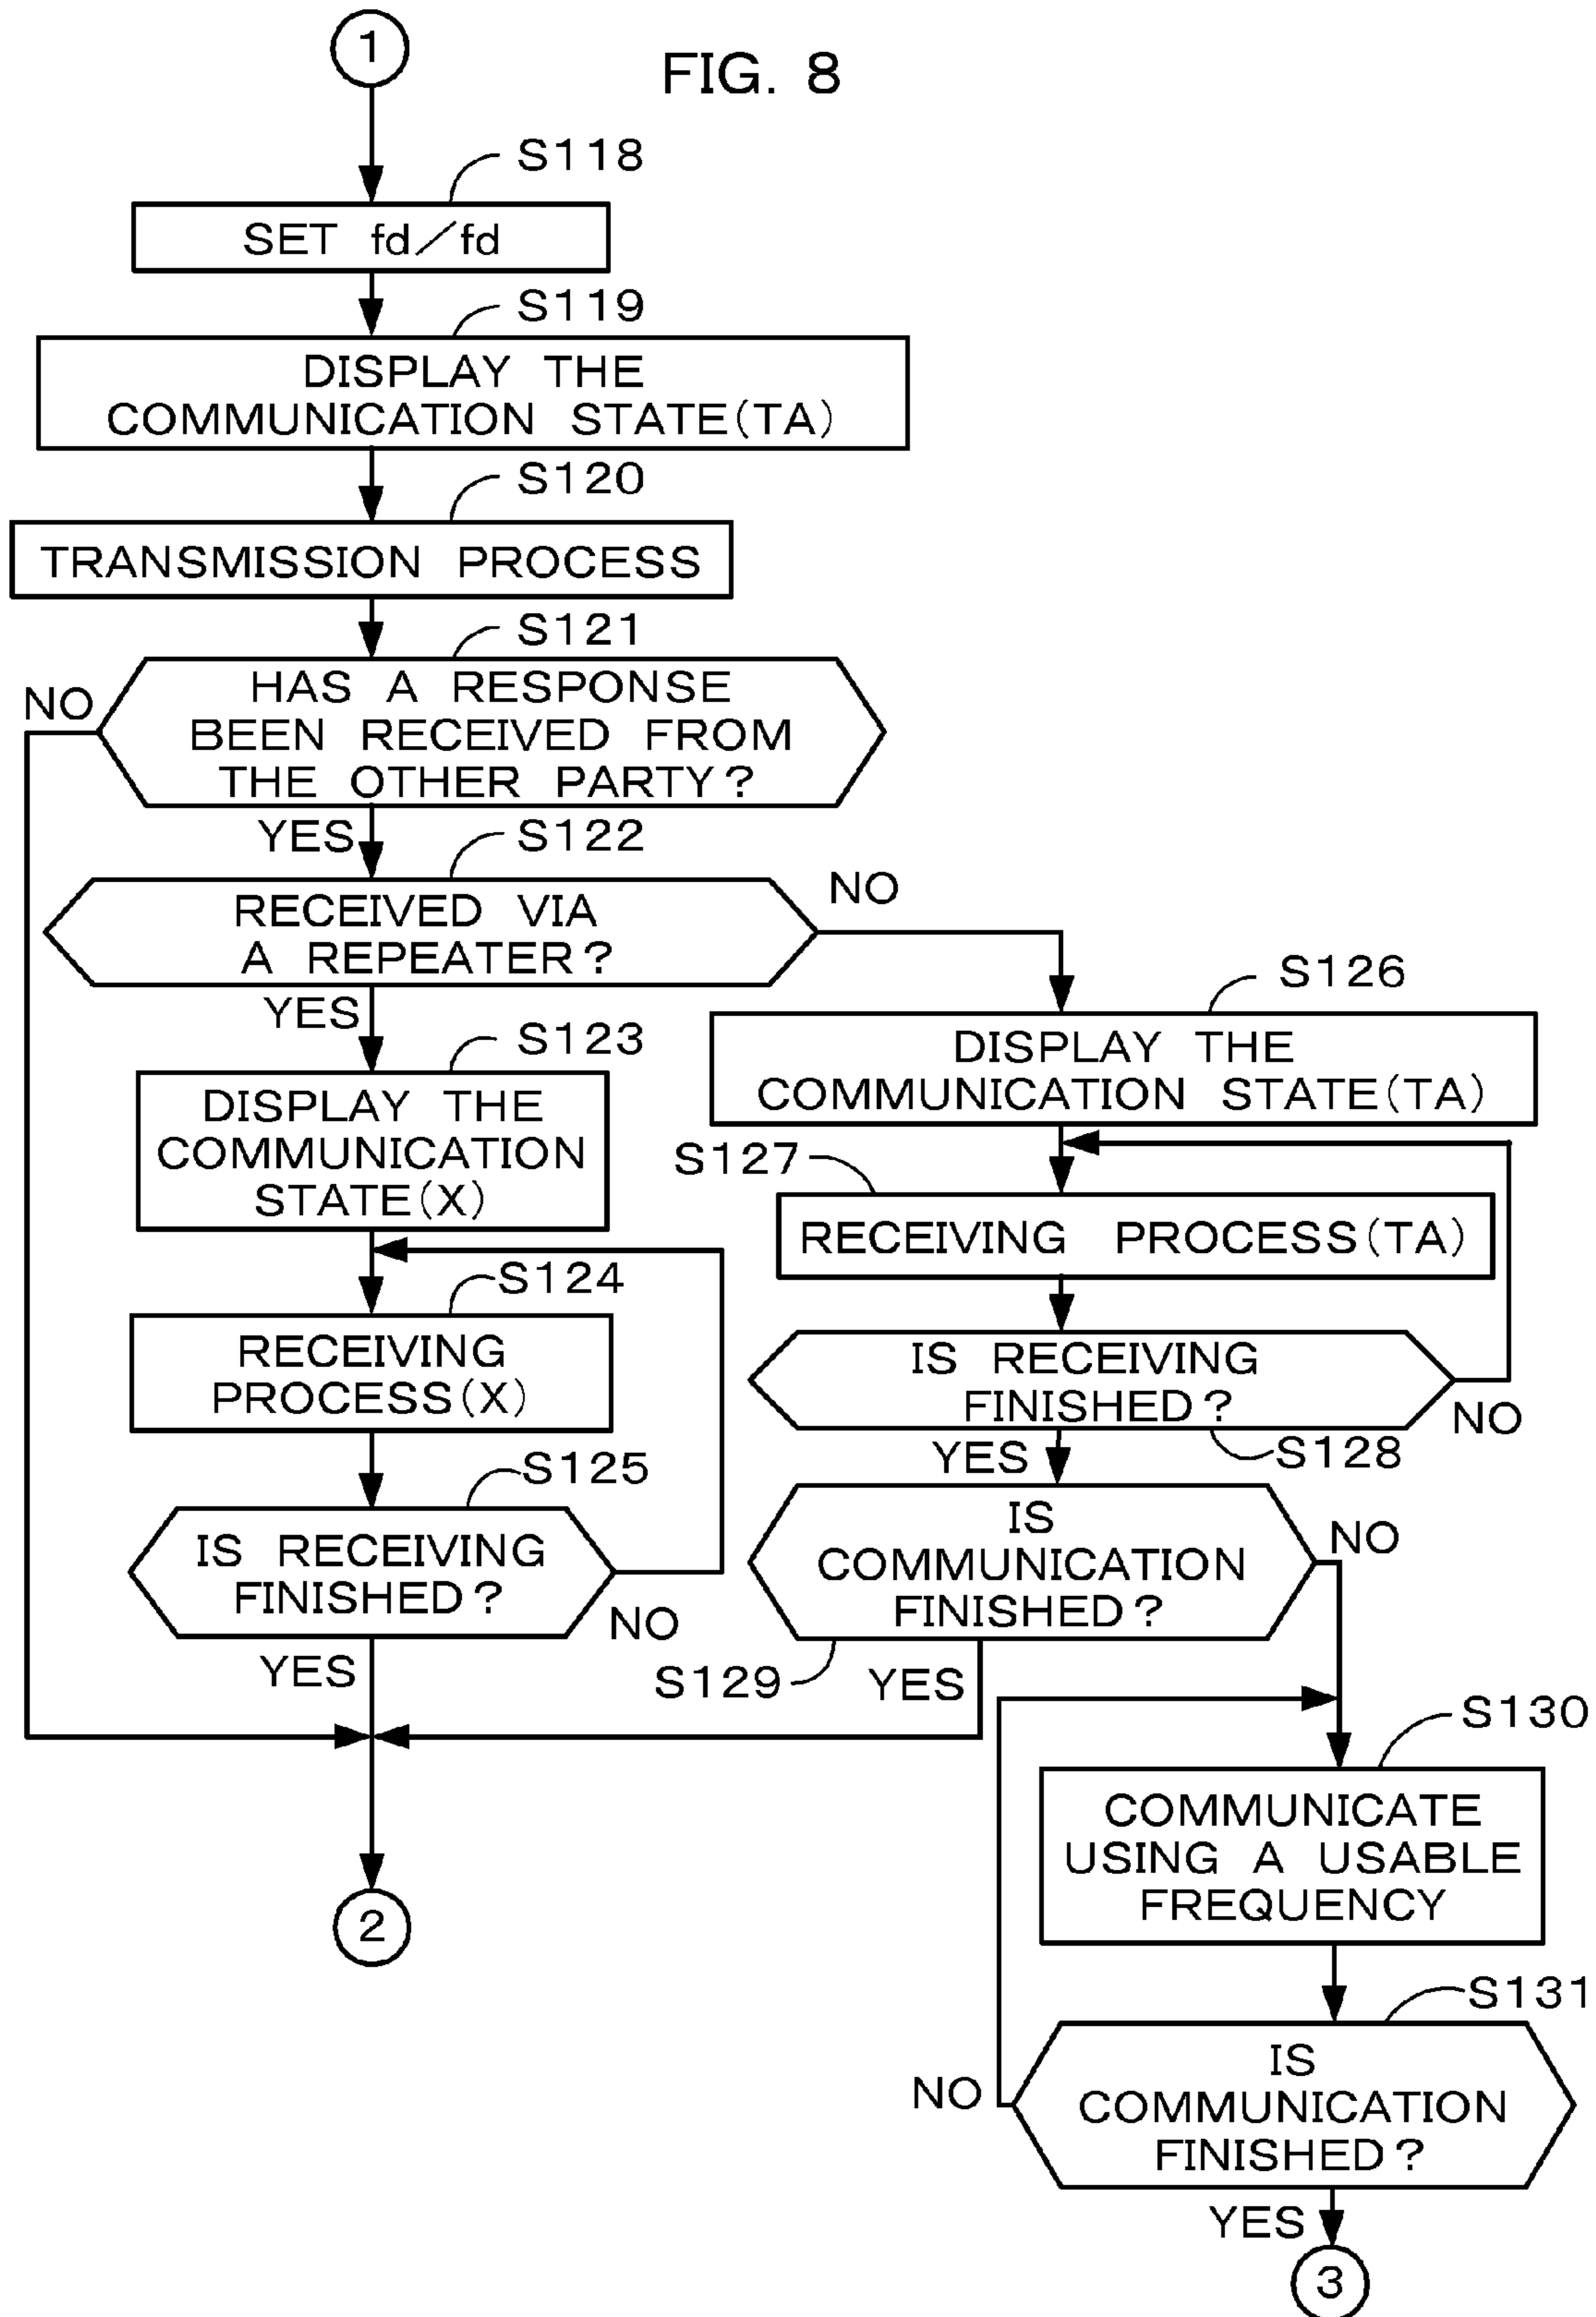 1
FIG. 8
S118
SET fd/fd
S119
DISPLAY THE
COMMUNICATION STATE(TA)
S120
TRANSMISSION PROCESS
S121
HAS A RESPONSE
BEEN RECEIVED FROM
THE OTHER PARTY?
NO
YES
S122
RECEIVED VIA
A REPEATER?
NO
YES
S123
DISPLAY THE
COMMUNICATION
STATE(X)
S124
RECEIVING
PROCESS(X)
S125
IS RECEIVING
FINISHED?
NO
YES
S126
DISPLAY THE
COMMUNICATION STATE(TA)
S127
RECEIVING PROCESS(TA)
IS RECEIVING
FINISHED?
NO
YES
S128
IS
COMMUNICATION
FINISHED?
NO
S129
YES
S130
COMMUNICATE
USING A USABLE
FREQUENCY
2
S131
IS
COMMUNICATION
FINISHED?
NO
YES
3